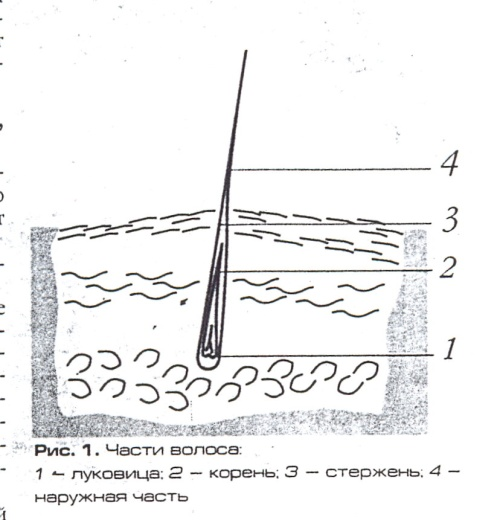 4
3
2
1
Рис. 1. Части волоса:
1 – луковица; 2 – корень; 3 – стержень; 4 –
наружная часть